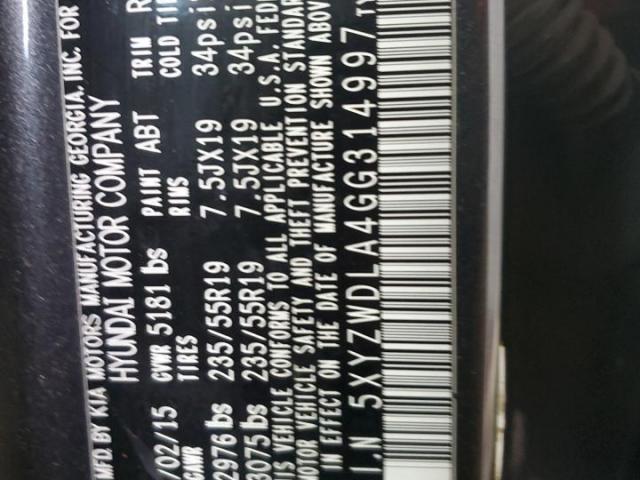 MFD.BY KIA MOTORS MANUFACTURING GEORGIA, INC. FOR
HYUNDAI MOTOR COMPANY
/02/15 GVWR 5181 lbs PAINT ABT TRIM R
GAWR TIRES RIMS COLD TI
2976 lbs 235/55R19 7.5JX19 34psi
3075 lbs 235/55R19 7.5JX19 34psi
IS VEHICLE CONFORMS TO ALL APPLICABLE U.S.A. FEDE
MOTOR VEHICLE SAFETY AND THEFT PREVENTION STANDAR
IN EFFECT ON THE DATE OF MANUFACTURE SHOWN ABOV
I.N 5XYZWDLA4GG314997 TY